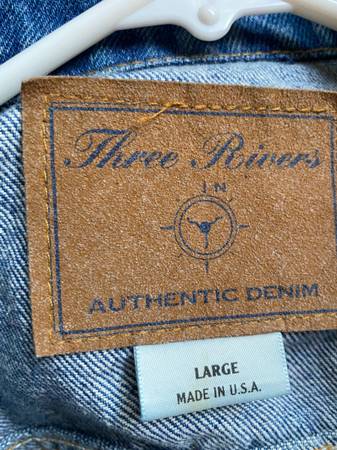 Three Rivers
IN
AUTHENTIC DENIM
LARGE
MADE IN U.S.A.